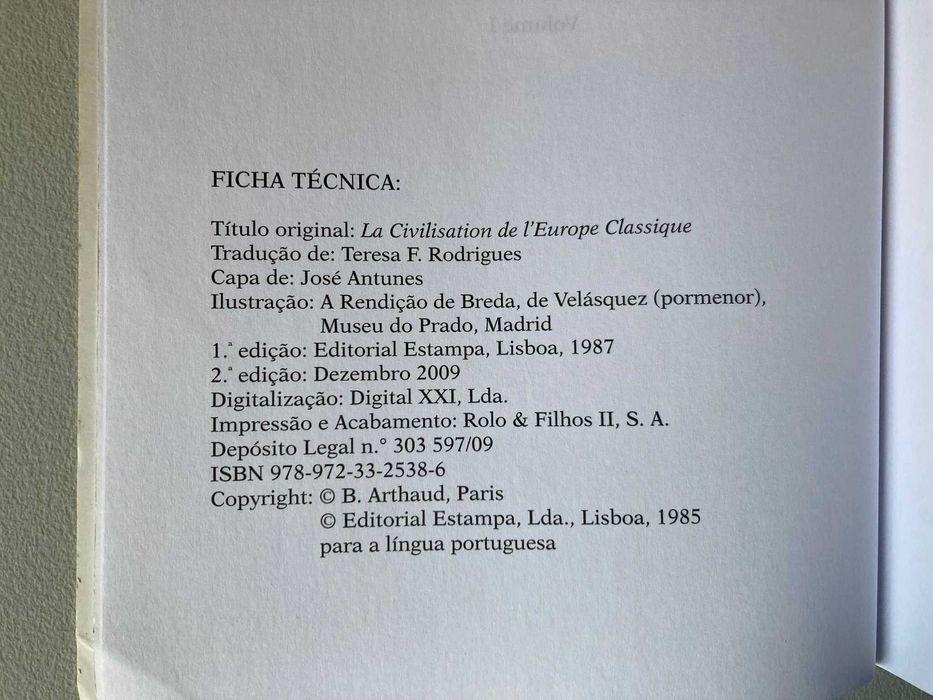 Volume I
FICHA TÉCNICA:
Título original: La Civilisation de l'Europe Classique
Tradução de: Teresa F. Rodrigues
Capa de: José Antunes
Ilustração: A Rendição de Breda, de Velásquez (pormenor),
Museu do Prado, Madrid
1.ª edição: Editorial Estampa, Lisboa, 1987
2.ª edição: Dezembro 2009
Digitalização: Digital XXI, Lda.
Impressão e Acabamento: Rolo & Filhos II, S. A.
Depósito Legal n.° 303 597/09
ISBN 978-972-33-2538-6
Copyright: © B. Arthaud, Paris
© Editorial Estampa, Lda., Lisboa, 1985
para a língua portuguesa